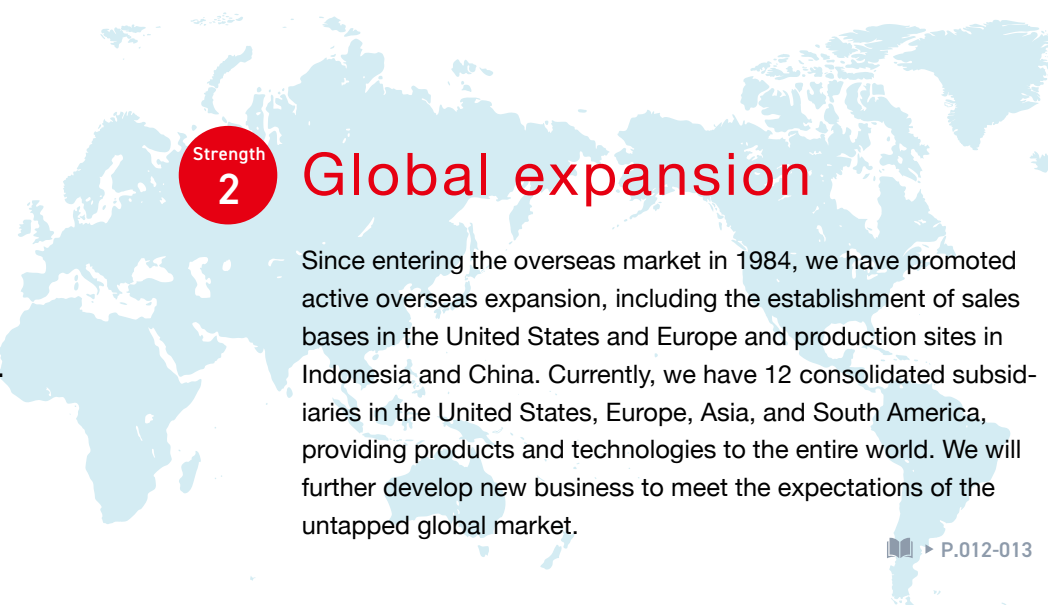 Strength
2
Global expansion
Since entering the overseas market in 1984, we have promoted
active overseas expansion, including the establishment of sales
bases in the United States and Europe and production sites in
Indonesia and China. Currently, we have 12 consolidated subsid-
iaries in the United States, Europe, Asia, and South America,
providing products and technologies to the entire world. We will
further develop new business to meet the expectations of the
untapped global market.
P.012-013